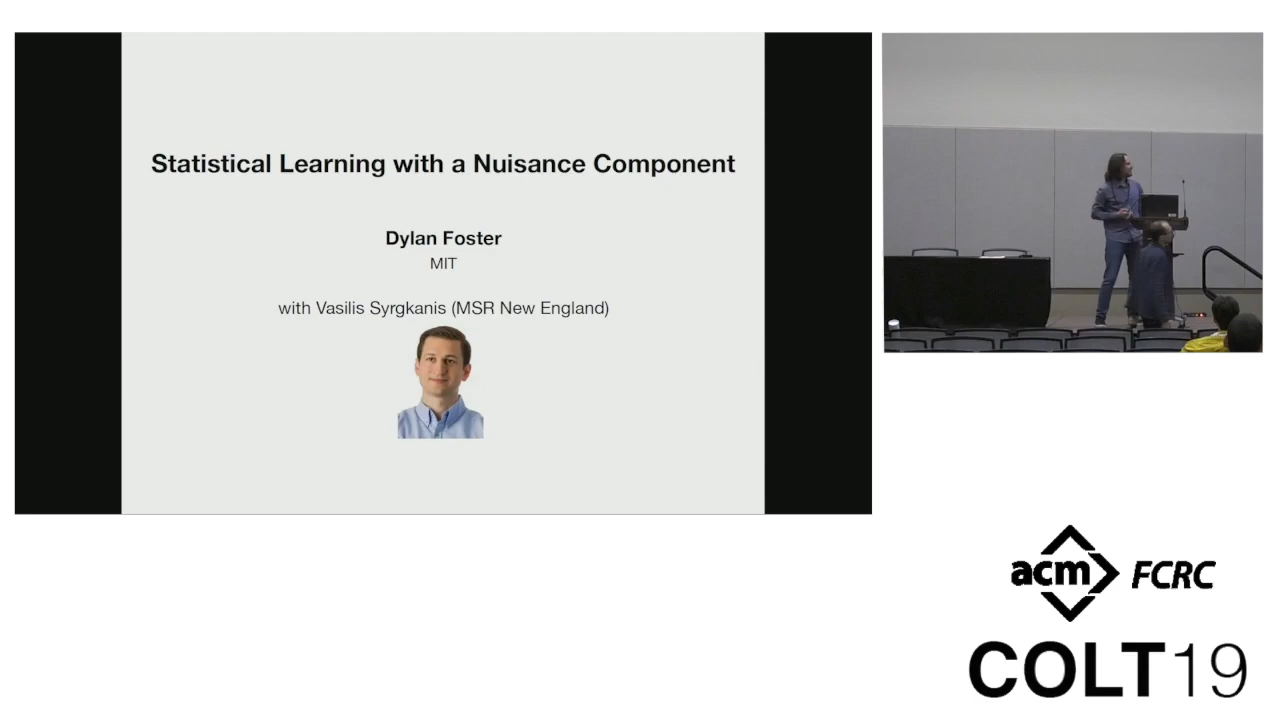 Statistical Learning with a Nuisance Component
Dylan Foster
MIT
with Vasilis Syrgkanis (MSR New England)
acm FCRC
COLT19